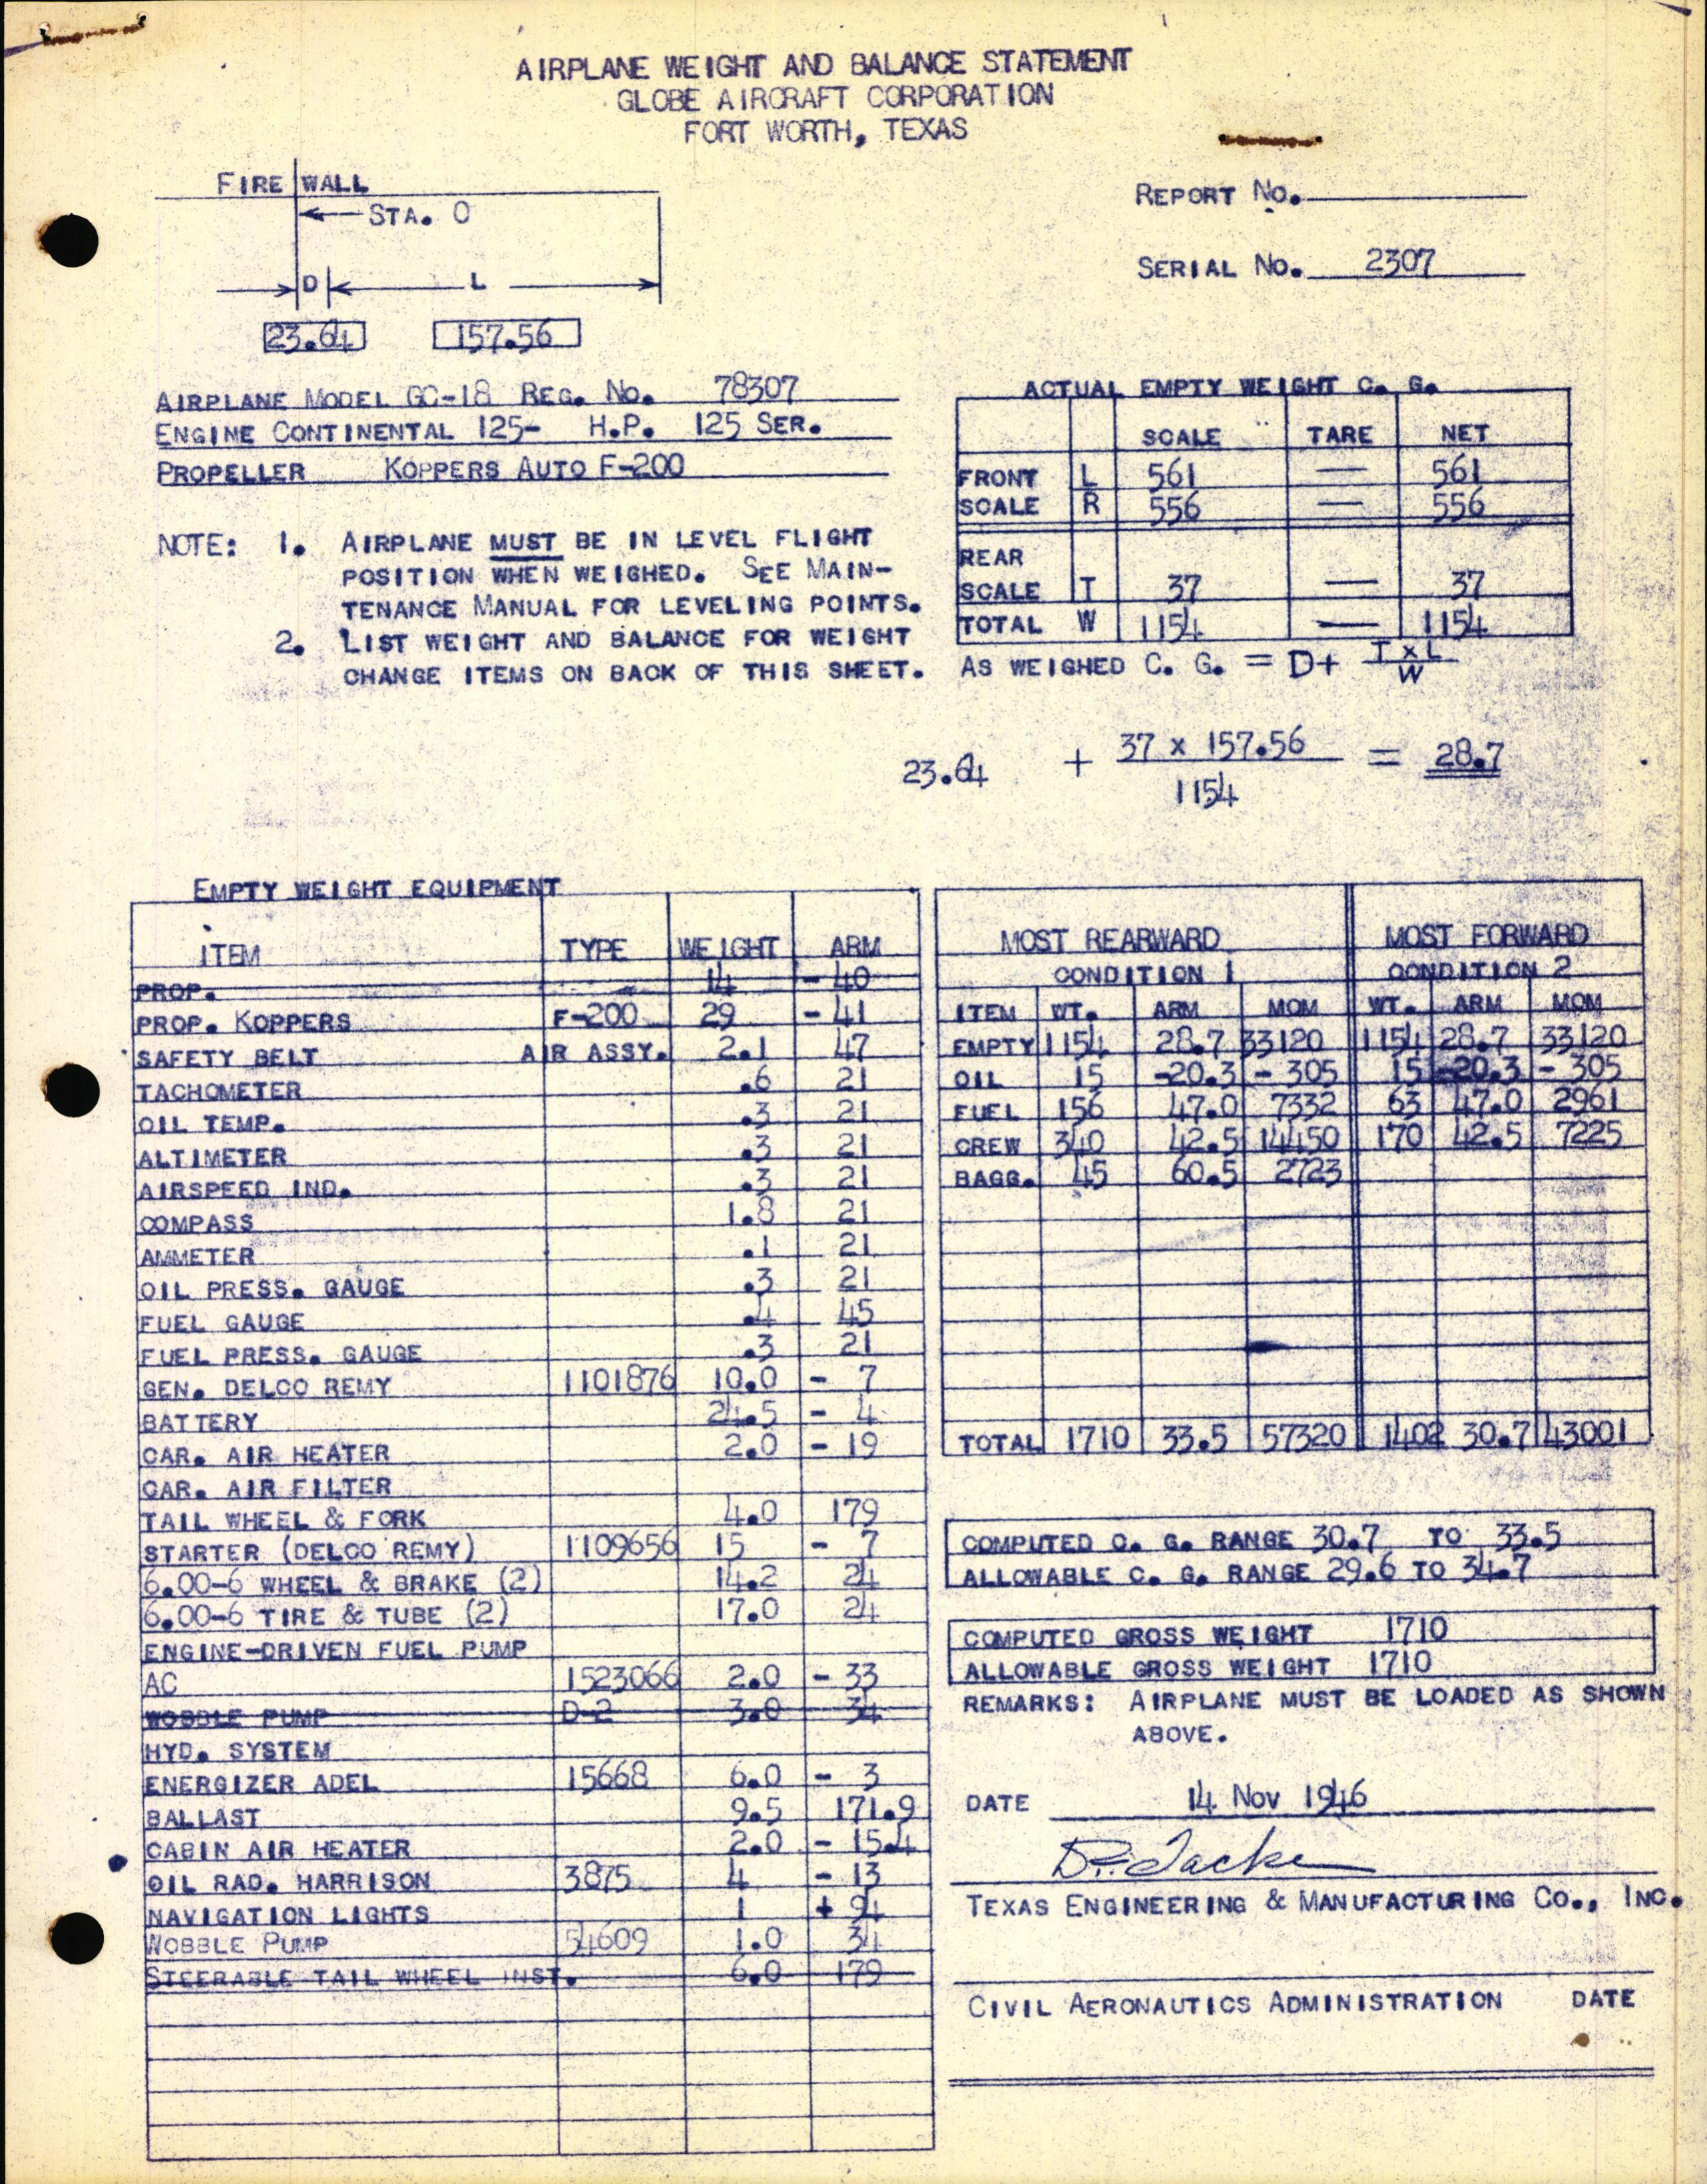 AIRPLANE WEIGHT AND BALANCE STATEMENT
GLOBE AIRCRAFT CORPORATION
FORT WORTH, TEXAS
FIRE WALL
STA. 0
D L
23.64 157.56
REPORT NO.
SERIAL NO. 2307
AIRPLANE MODEL GC-18 REG. NO. 78307
ENGINE CONTINENTAL 125- H.P. 125 SER.
PROPELLER KOPPERS AUTO F-200
NOTE: 1. AIRPLANE MUST BE IN LEVEL FLIGHT
POSITION WHEN WEIGHED. SEE MAIN-
TENANCE MANUAL FOR LEVELING POINTS.
2. LIST WEIGHT AND BALANCE FOR WEIGHT
CHANGE ITEMS ON BACK OF THIS SHEET.
ACTUAL EMPTY WEIGHT C. G.
SCALE TARE NET
FRONT L 561 — 561
SCALE R 556 — 556
REAR
SCALE T 37 — 37
TOTAL W 1154 — 1154
AS WEIGHED C. G. = D+ T x L
W
23.64 + 37 x 157.56 = 28.7
1154
EMPTY WEIGHT EQUIPMENT
ITEM TYPE WEIGHT ARM
PROP. 14 - 40
PROP. KOPPERS F-200 29 - 41
SAFETY BELT AIR ASSY. 2.1 47
TACHOMETER .6 21
OIL TEMP. .3 21
ALTIMETER .3 21
AIRSPEED IND. .3 21
COMPASS 1.8 21
AMMETER .1 21
OIL PRESS. GAUGE .3 21
FUEL GAUGE .4 45
FUEL PRESS. GAUGE .3 21
GEN. DELCO REMY 1101876 10.0 - 7
BATTERY 24.5 - 4
CAR. AIR HEATER 2.0 - 19
CAR. AIR FILTER
TAIL WHEEL & FORK 4.0 179
STARTER (DELCO REMY) 1109656 15 - 7
6.00-6 WHEEL & BRAKE (2) 14.2 24
6.00-6 TIRE & TUBE (2) 17.0 24
ENGINE-DRIVEN FUEL PUMP
AC 1523066 2.0 - 33
WOBBLE PUMP D-2 3.0 34
HYD. SYSTEM
ENERGIZER ADEL 15668 6.0 - 3
BALLAST 9.5 171.9
CABIN AIR HEATER 2.0 - 15.4
OIL RAD. HARRISON 3875 4 - 13
NAVIGATION LIGHTS 1 + 94
WOBBLE PUMP 54609 1.0 34
STEERABLE TAIL WHEEL INST. 6.0 179
MOST REARWARD MOST FORWARD
CONDITION 1 CONDITION 2
ITEM WT. ARM MOM WT. ARM MOM
EMPTY 1154 28.7 33120 1154 28.7 33120
OIL 15 -20.3 - 305 15 -20.3 - 305
FUEL 156 47.0 7332 63 47.0 2961
CREW 340 42.5 14450 170 42.5 7225
BAGG. 45 60.5 2723
TOTAL 1710 33.5 57320 1402 30.7 43001
COMPUTED C. G. RANGE 30.7 TO 33.5
ALLOWABLE C. G. RANGE 29.6 TO 34.7
COMPUTED GROSS WEIGHT 1710
ALLOWABLE GROSS WEIGHT 1710
REMARKS: AIRPLANE MUST BE LOADED AS SHOWN
ABOVE.
DATE 14 Nov 1946
TEXAS ENGINEERING & MANUFACTURING CO., INC.
CIVIL AERONAUTICS ADMINISTRATION DATE